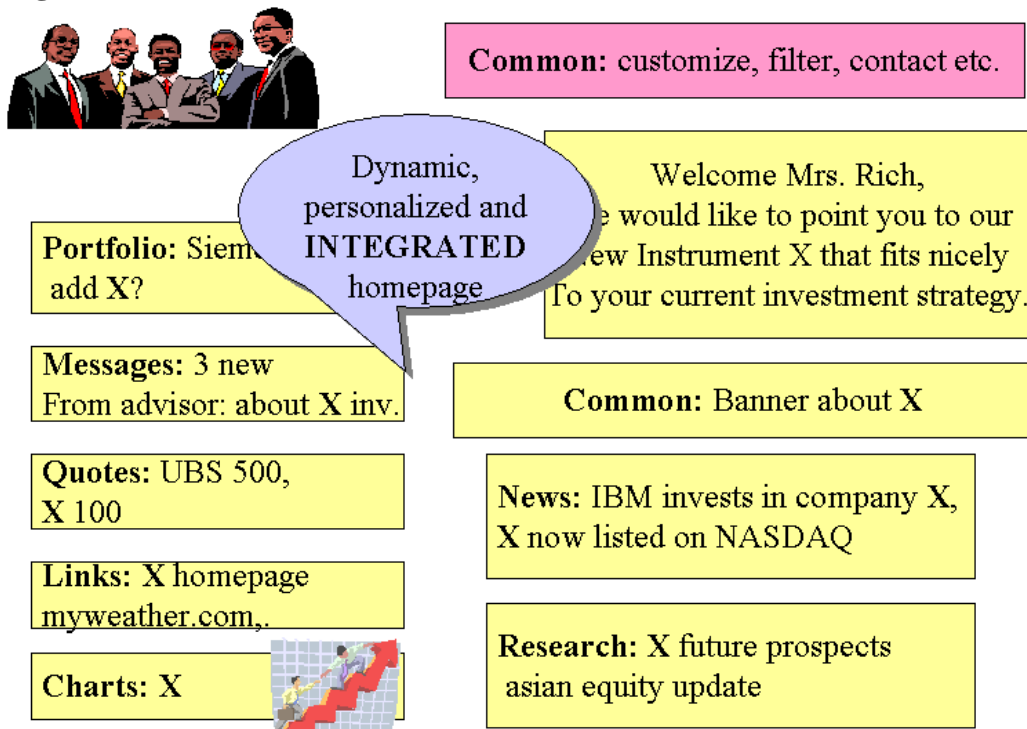 Common: customize, filter, contact etc.
Dynamic,
personalized and
INTEGRATED
homepage
Welcome Mrs. Rich,
would like to point you to our
Instrument X that fits nicely
To your current investment strategy.
Portfolio:
add X?
Messages: 3 new
From advisor: about X inv.
Common: Banner about X
Quotes: UBS 500,
X 100
News: IBM invests in company X,
X now listed on NASDAQ
Links: X homepage
myweather.com,.
Research: X future prospects
asian equity update
Charts: X